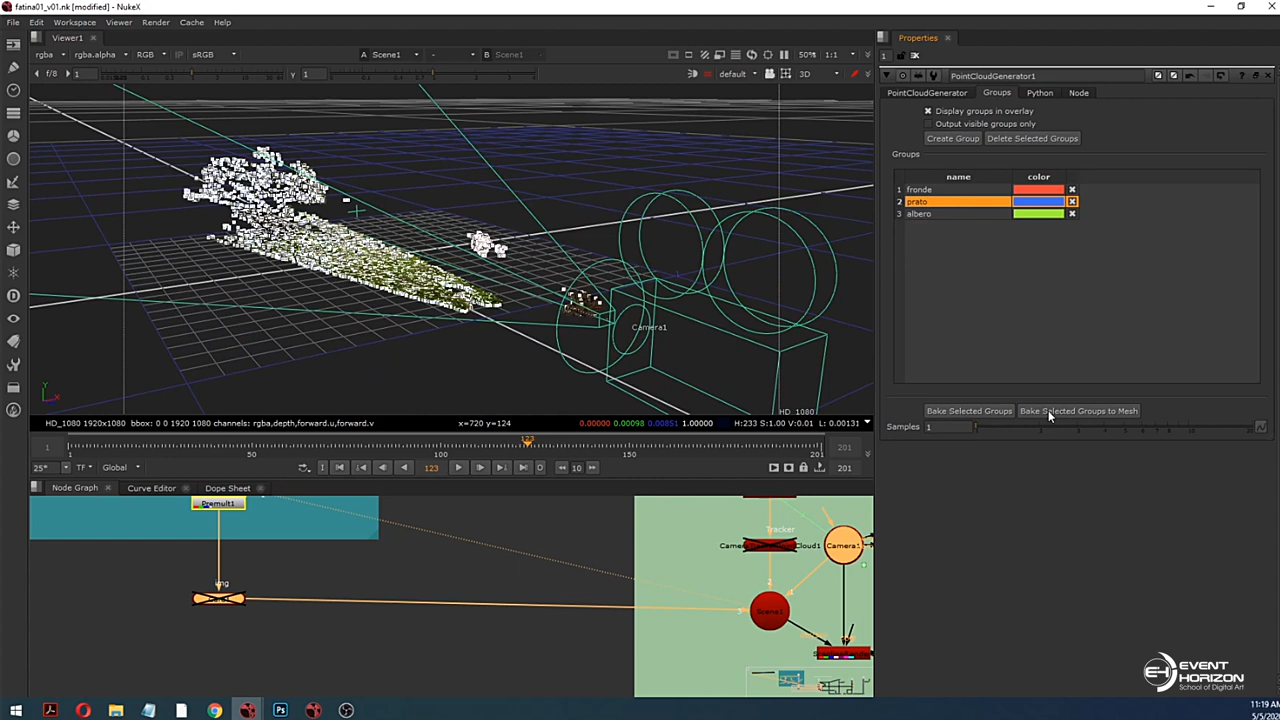 fatina01_v01.nk [modified] - NukeX
File Edit Workspace Viewer Render Cache Help
Viewer1
rgba rgba.alpha RGB sRGB A Scene1 - B Scene1 50% 1:1
f/8 1 Y 1 default 3D
Camera1
HD_1080
HD_1080 1920x1080 bbox: 0 0 1920 1080 channels: rgba,depth,forward.u,forward.v x=720 y=124 0.00000 0.00098 0.00851 1.00000 H:233 S:1.00 V:0.01 L: 0.00131
1 50 123 150 201 201
25* TF Global 123 10 201
Node Graph Curve Editor Dope Sheet
Premult1
img
Tracker
Camera1
Scene1
Properties
1
PointCloudGenerator1
PointCloudGenerator Groups Python Node
Display groups in overlay
Output visible groups only
Create Group Delete Selected Groups
Groups
name color
1 fronde
2 prato
3 albero
Bake Selected Groups Bake Selected Groups to Mesh
Samples 1
EVENT
HORIZON
School of Digital Art
11:19 AM